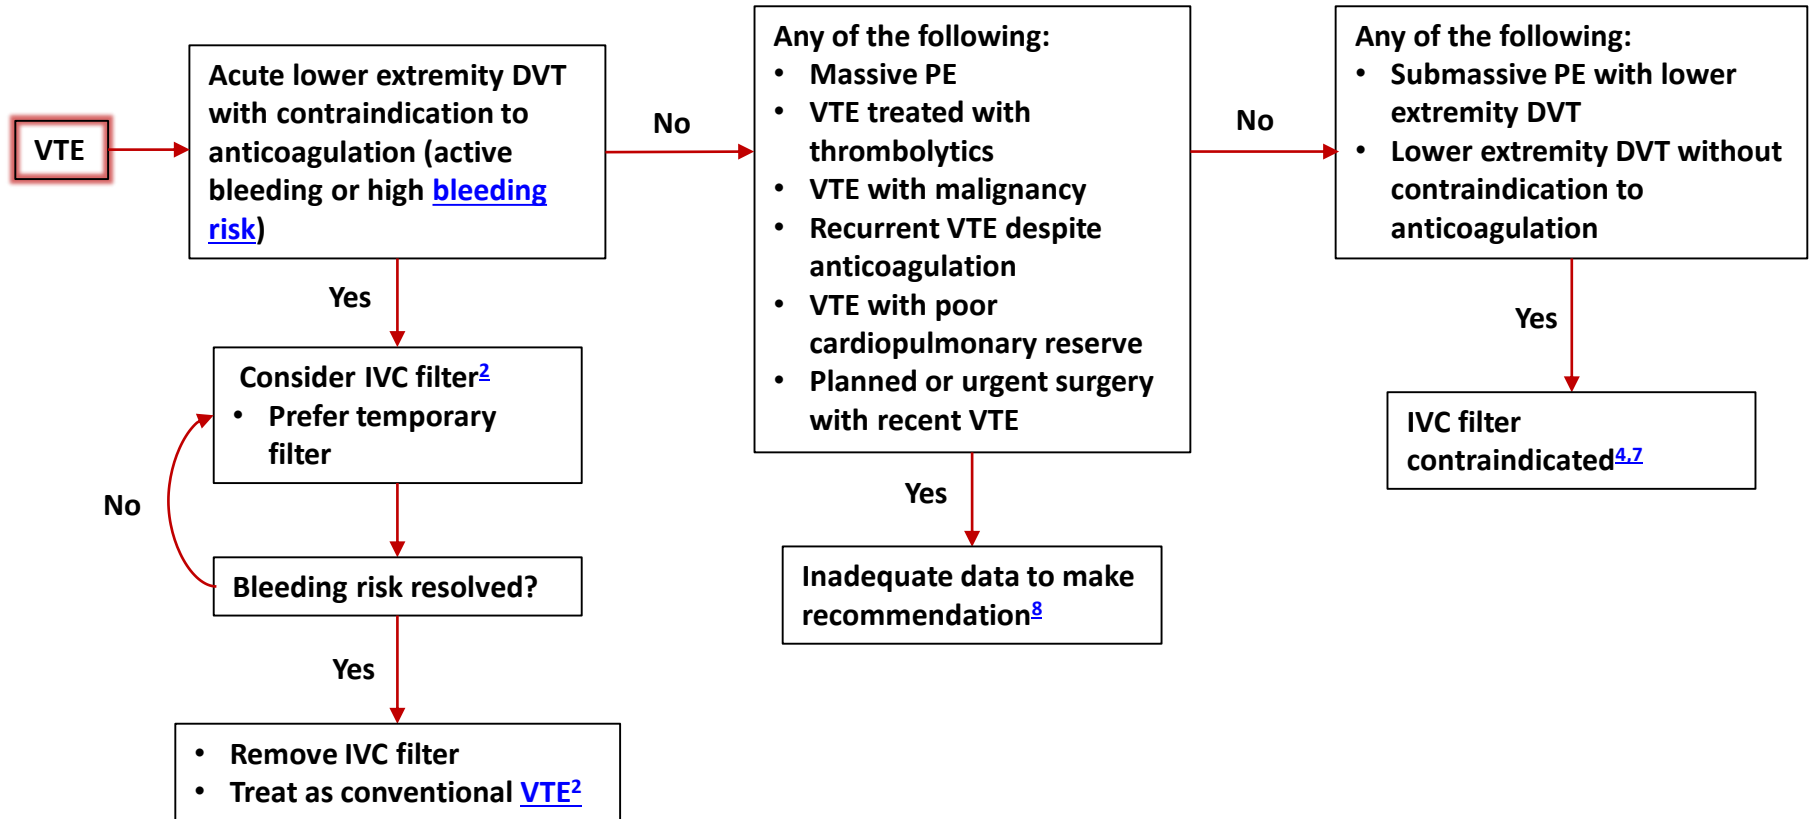 VTE
Acute lower extremity DVT
with contraindication to
anticoagulation (active
bleeding or high bleeding
risk)
No
Any of the following:
• Massive PE
• VTE treated with
thrombolytics
• VTE with malignancy
• Recurrent VTE despite
anticoagulation
• VTE with poor
cardiopulmonary reserve
• Planned or urgent surgery
with recent VTE
No
Any of the following:
• Submassive PE with lower
extremity DVT
• Lower extremity DVT without
contraindication to
anticoagulation
Yes
Consider IVC filter2
• Prefer temporary
filter
No
Bleeding risk resolved?
Yes
• Remove IVC filter
• Treat as conventional VTE2
Yes
Inadequate data to make
recommendation8
Yes
IVC filter
contraindicated4,7